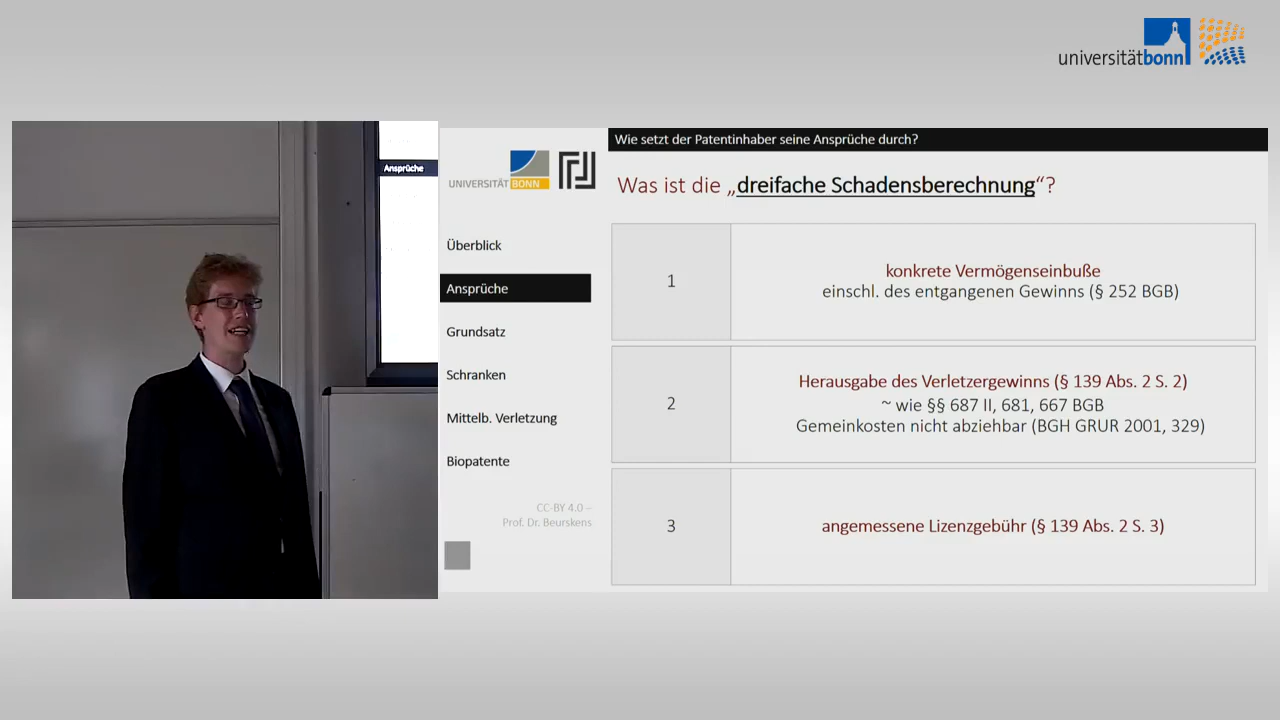 universitätbonn
Ansprüche
UNIVERSITÄT BONN
Wie setzt der Patentinhaber seine Ansprüche durch?
Was ist die „dreifache Schadensberechnung“?
Überblick
Ansprüche
Grundsatz
Schranken
Mittelb. Verletzung
Biopatente
CC-BY 4.0 –
Prof. Dr. Beurskens
1
konkrete Vermögenseinbuße
einschl. des entgangenen Gewinns (§ 252 BGB)
2
Herausgabe des Verletzergewinns (§ 139 Abs. 2 S. 2)
~ wie §§ 687 II, 681, 667 BGB
Gemeinkosten nicht abziehbar (BGH GRUR 2001, 329)
3
angemessene Lizenzgebühr (§ 139 Abs. 2 S. 3)